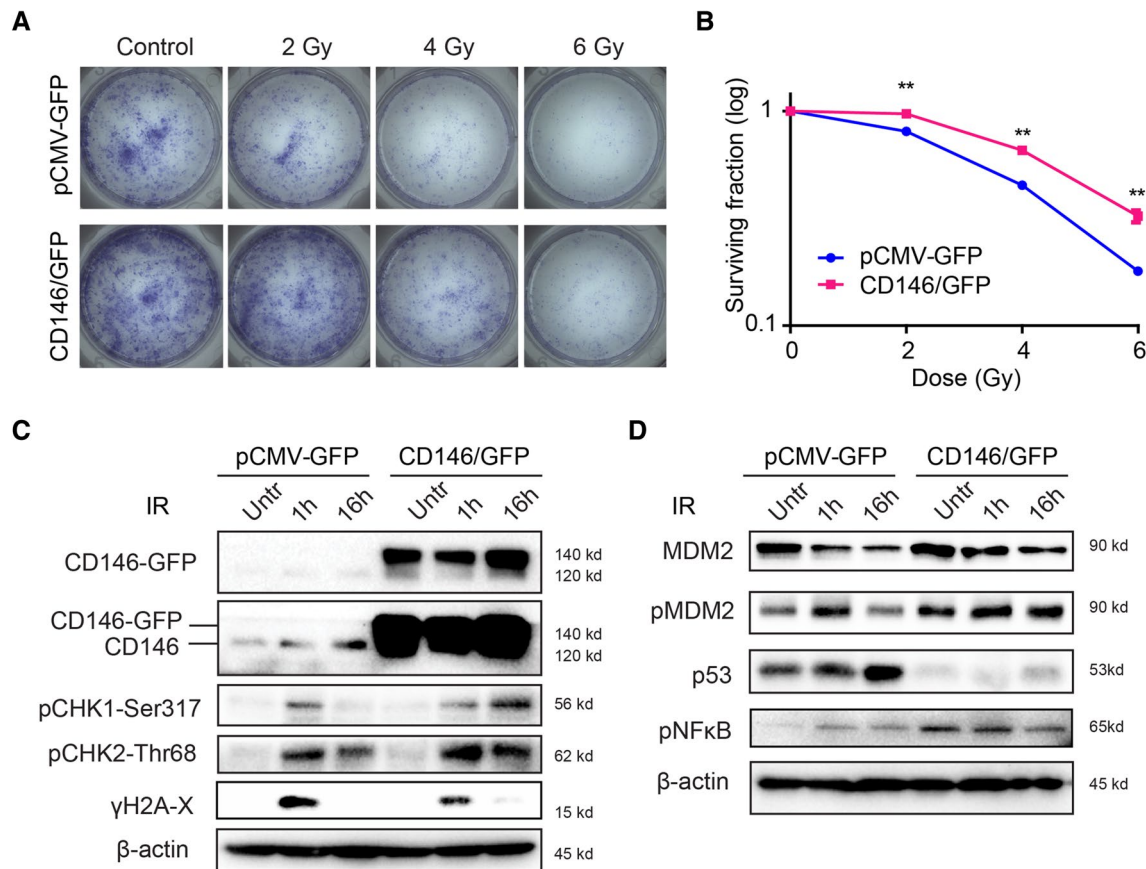 A
Control 2 Gy 4 Gy 6 Gy
pCMV-GFP
CD146/GFP
B
Surviving fraction (log)
1
0.1
** ** **
pCMV-GFP
CD146/GFP
0 2 4 6
Dose (Gy)
C
pCMV-GFP CD146/GFP
IR Untr 1h 16h Untr 1h 16h
CD146-GFP 140 kd
120 kd
CD146-GFP
CD146 140 kd
120 kd
pCHK1-Ser317 56 kd
pCHK2-Thr68 62 kd
γH2A-X 15 kd
β-actin 45 kd
D
pCMV-GFP CD146/GFP
IR Untr 1h 16h Untr 1h 16h
MDM2 90 kd
pMDM2 90 kd
p53 53kd
pNFκB 65kd
β-actin 45 kd